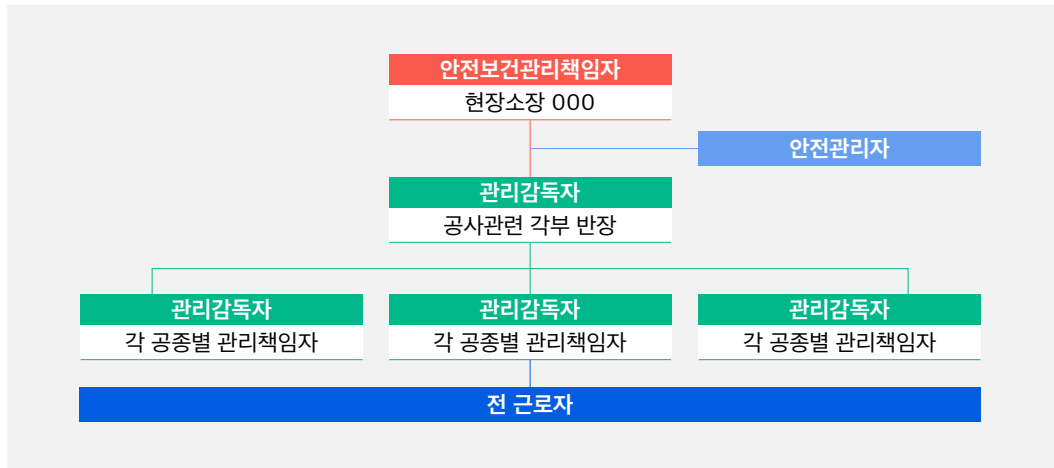 안전보건관리책임자
현장소장 000
안전관리자
관리감독자
공사관련 각부 반장
관리감독자
각 공종별 관리책임자
관리감독자
각 공종별 관리책임자
관리감독자
각 공종별 관리책임자
전 근로자